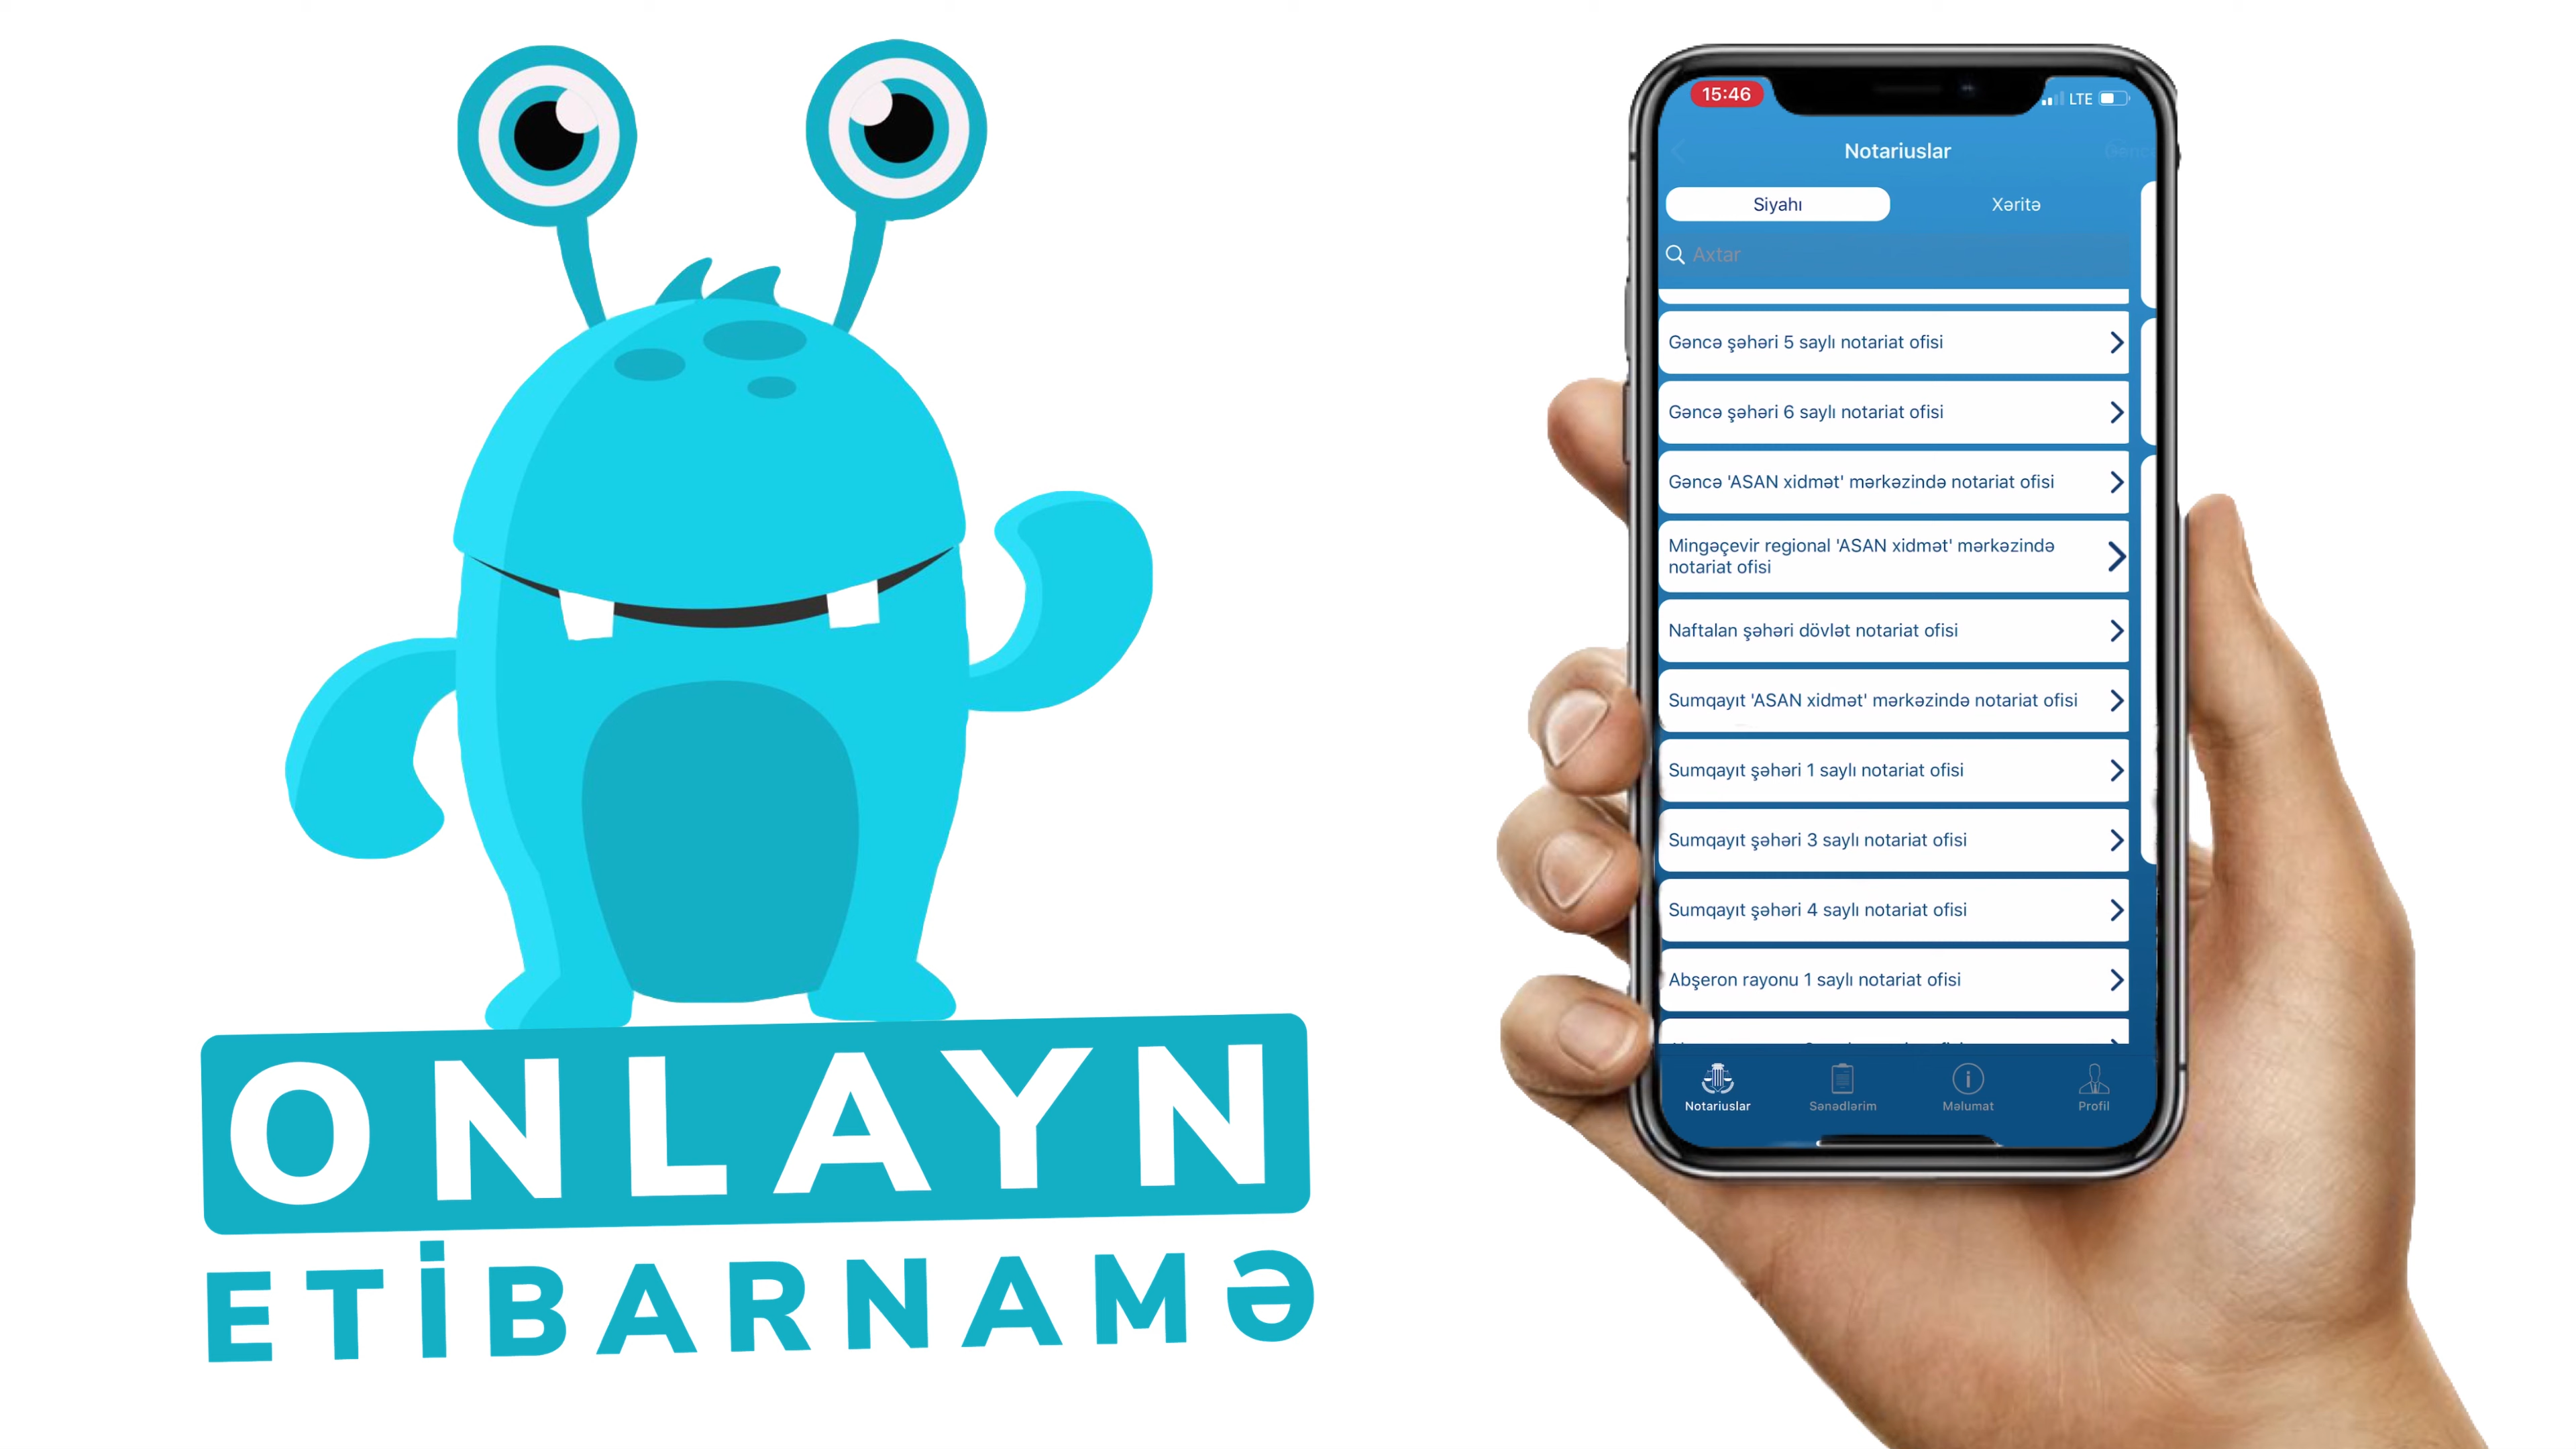 ONLAYN
ETİBARNAMƏ
15:46
LTE
Notariuslar
Siyahı
Xəritə
Axtar
Gəncə şəhəri 5 saylı notariat ofisi
Gəncə şəhəri 6 saylı notariat ofisi
Gəncə 'ASAN xidmət' mərkəzində notariat ofisi
Mingəçevir regional 'ASAN xidmət' mərkəzində
notariat ofisi
Naftalan şəhəri dövlət notariat ofisi
Sumqayıt 'ASAN xidmət' mərkəzində notariat ofisi
Sumqayıt şəhəri 1 saylı notariat ofisi
Sumqayıt şəhəri 3 saylı notariat ofisi
Sumqayıt şəhəri 4 saylı notariat ofisi
Abşeron rayonu 1 saylı notariat ofisi
Notariuslar
Sənədlərim
Məlumat
Profil